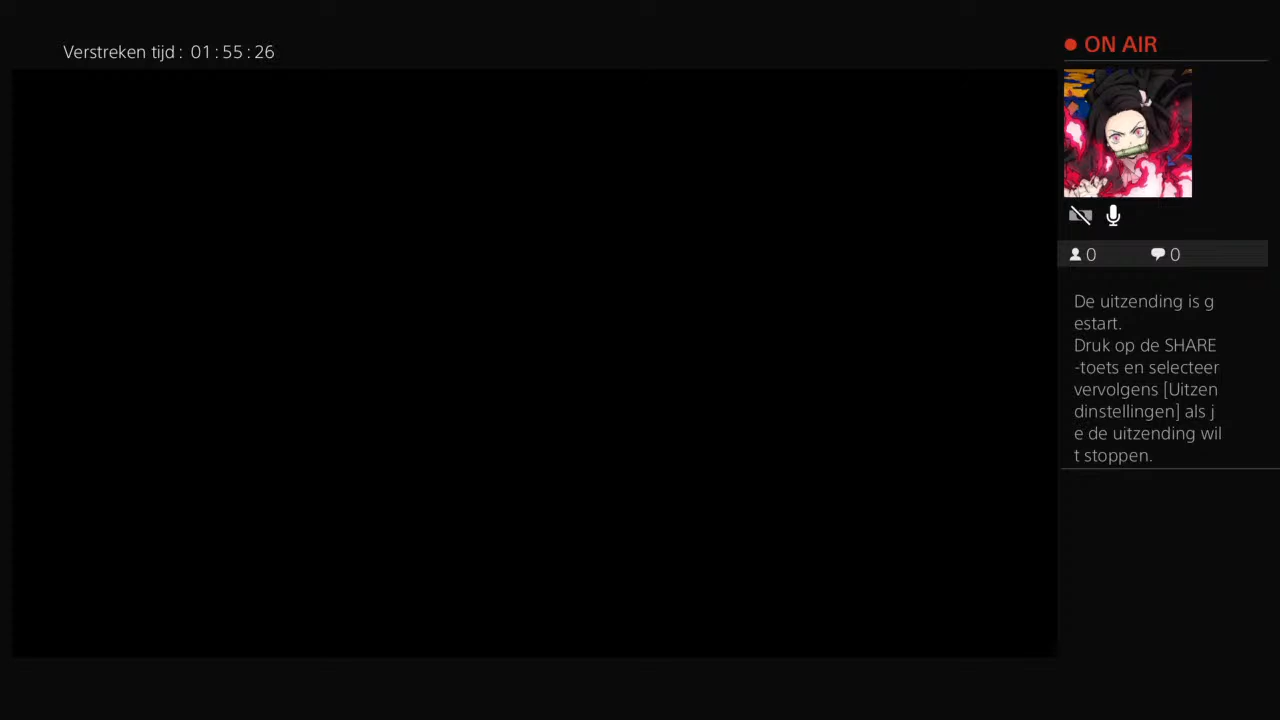 Verstreken tijd : 01 : 55 : 26
ON AIR
0 0
De uitzending is g
estart.
Druk op de SHARE
-toets en selecteer
vervolgens [Uitzen
dinstellingen] als j
e de uitzending wil
t stoppen.